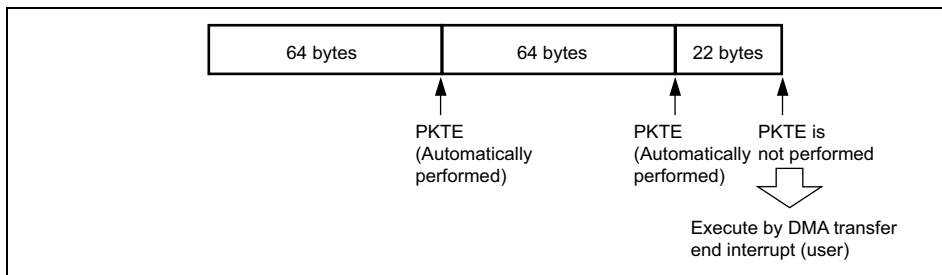 64 bytes 64 bytes 22 bytes
PKTE PKTE PKTE is
(Automatically (Automatically not performed
performed) performed)
Execute by DMA transfer
end interrupt (user)